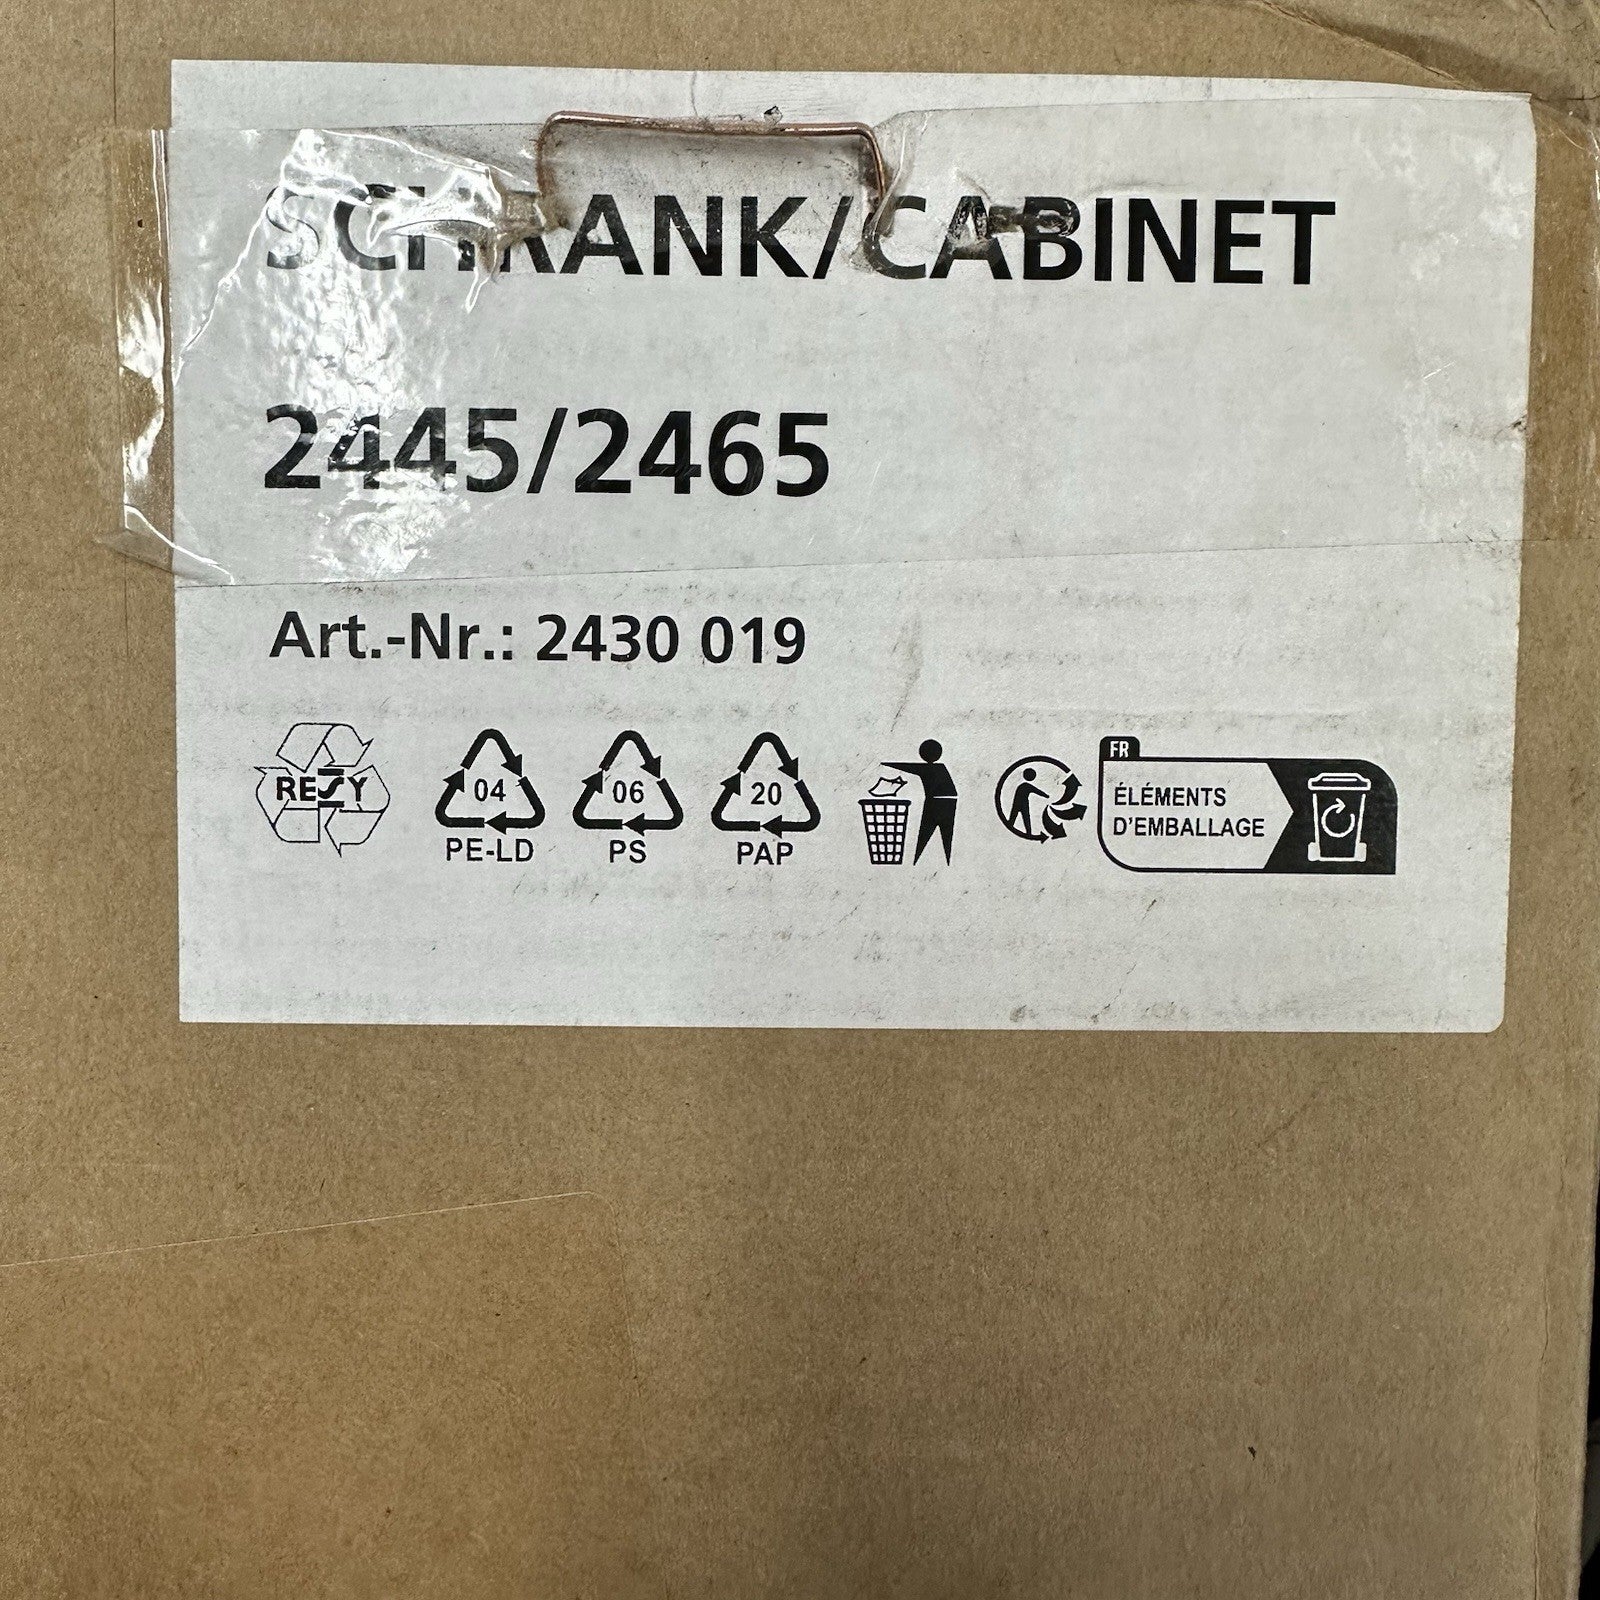 SCHRANK/CABINET
2445/2465
Art.-Nr.: 2430 019
RESY
04
PE-LD
06
PS
20
PAP
FR
ÉLÉMENTS
D'EMBALLAGE